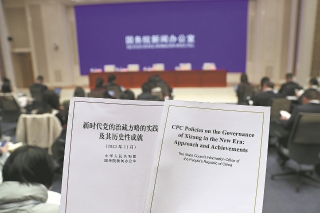 国务院新闻办公室
新时代党的治藏方略的实践
及其历史性成就
（2023年11月）
中华人民共和国
国务院新闻办公室
CPC Policies on the Governance
of Xizang in the New Era:
Approach and Achievements
The State Council Information Office of
the People's Republic of China